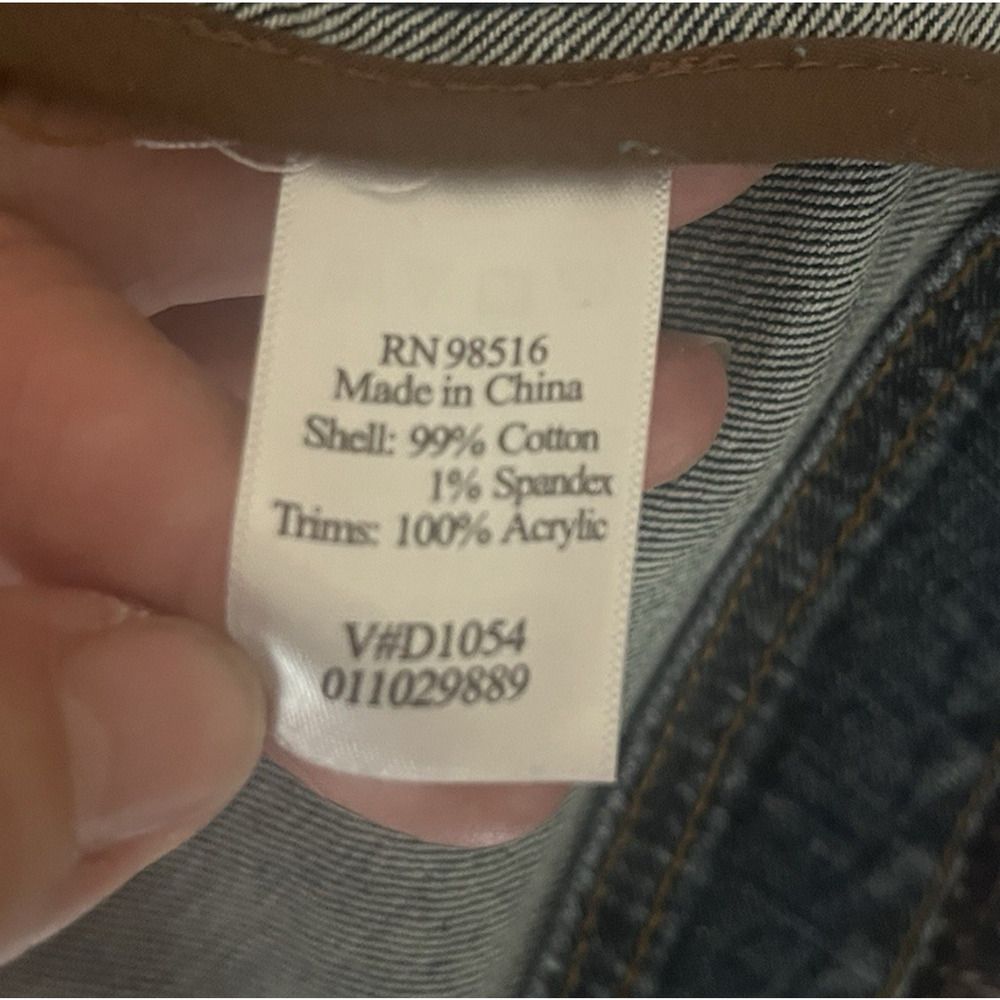 RN 98516
Made in China
Shell: 99% Cotton
1% Spandex
Trims: 100% Acrylic
V#D1054
011029889